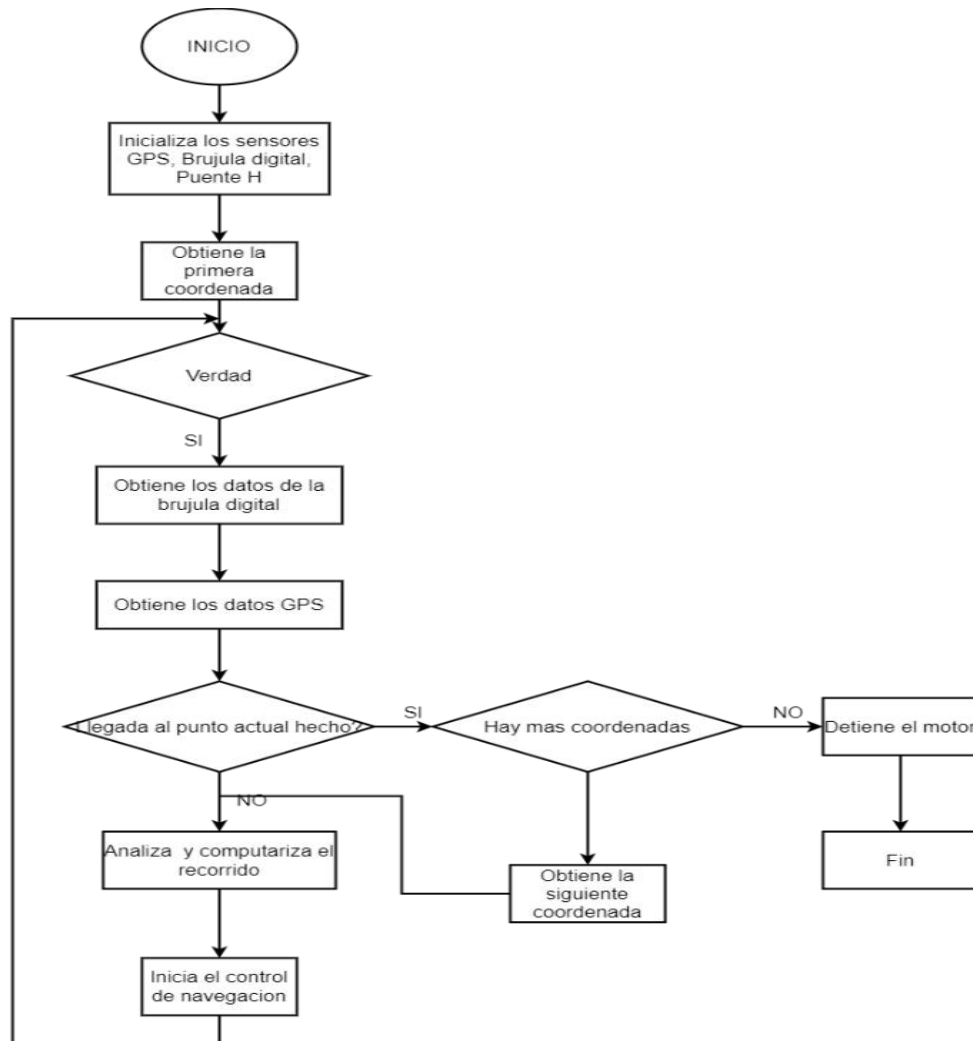 INICIO
Inicializa los sensores
GPS, Brujula digital,
Puente H
Obtiene la
primera
coordenada
Verdad
SI
Obtiene los datos de la
brujula digital
Obtiene los datos GPS
Llegada al punto actual hecho?
SI
Hay mas coordenadas
NO
Detiene el motor
NO
Analiza y computariza el
recorrido
Obtiene la
siguiente
coordenada
Fin
Inicia el control
de navegacion